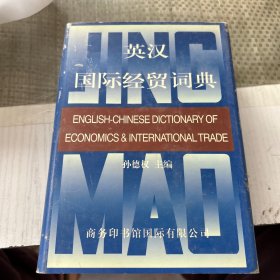 JING
英汉
国际经贸词典
ENGLISH-CHINESE DICTIONARY OF
ECONOMICS & INTERNATIONAL TRADE
孙德权 主编
MAO
商务印书馆国际有限公司